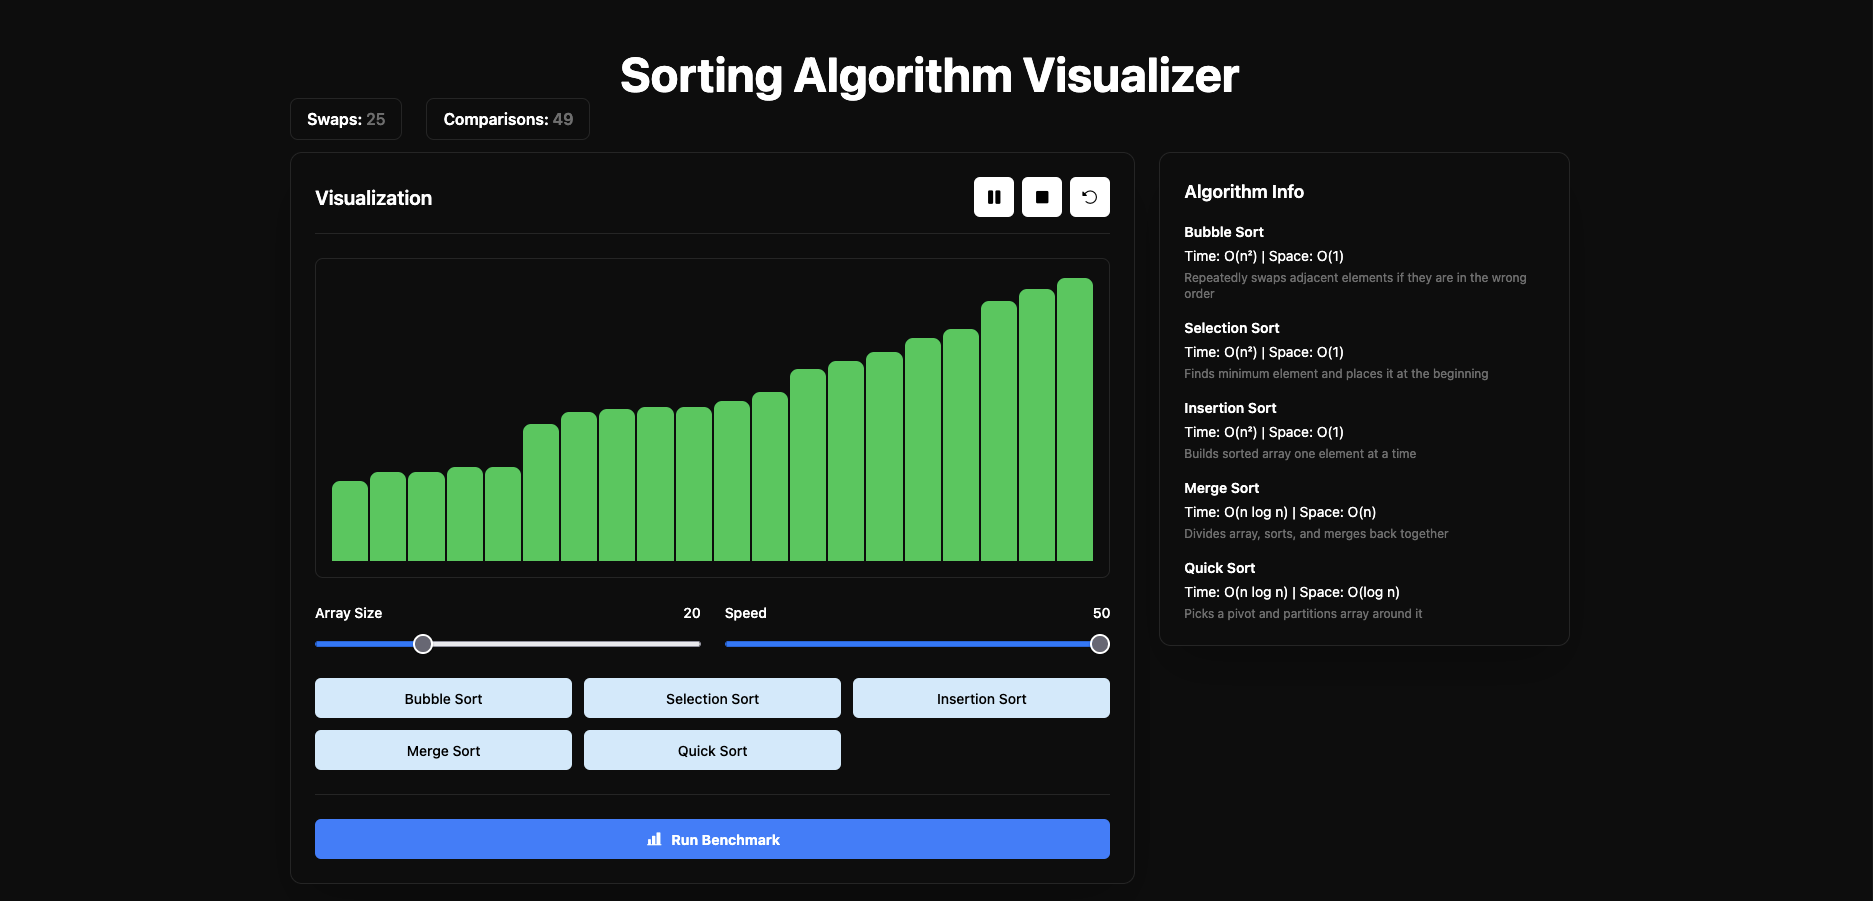 Sorting Algorithm Visualizer
Swaps: 25
Comparisons: 49
Visualization
Array Size
20
Speed
50
Bubble Sort
Selection Sort
Insertion Sort
Merge Sort
Quick Sort
Run Benchmark
Algorithm Info
Bubble Sort
Time: O(n²) | Space: O(1)
Repeatedly swaps adjacent elements if they are in the wrong
order
Selection Sort
Time: O(n²) | Space: O(1)
Finds minimum element and places it at the beginning
Insertion Sort
Time: O(n²) | Space: O(1)
Builds sorted array one element at a time
Merge Sort
Time: O(n log n) | Space: O(n)
Divides array, sorts, and merges back together
Quick Sort
Time: O(n log n) | Space: O(log n)
Picks a pivot and partitions array around it